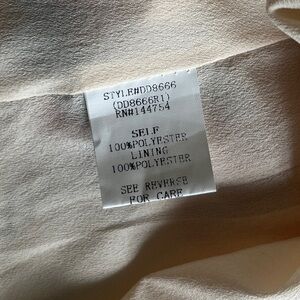 STYLE#DD8666
(DD8666R1)
RN#144754
SELF
100%POLYESTER
LINING
100%POLYESTER
SEE REVERSE
FOR CARE